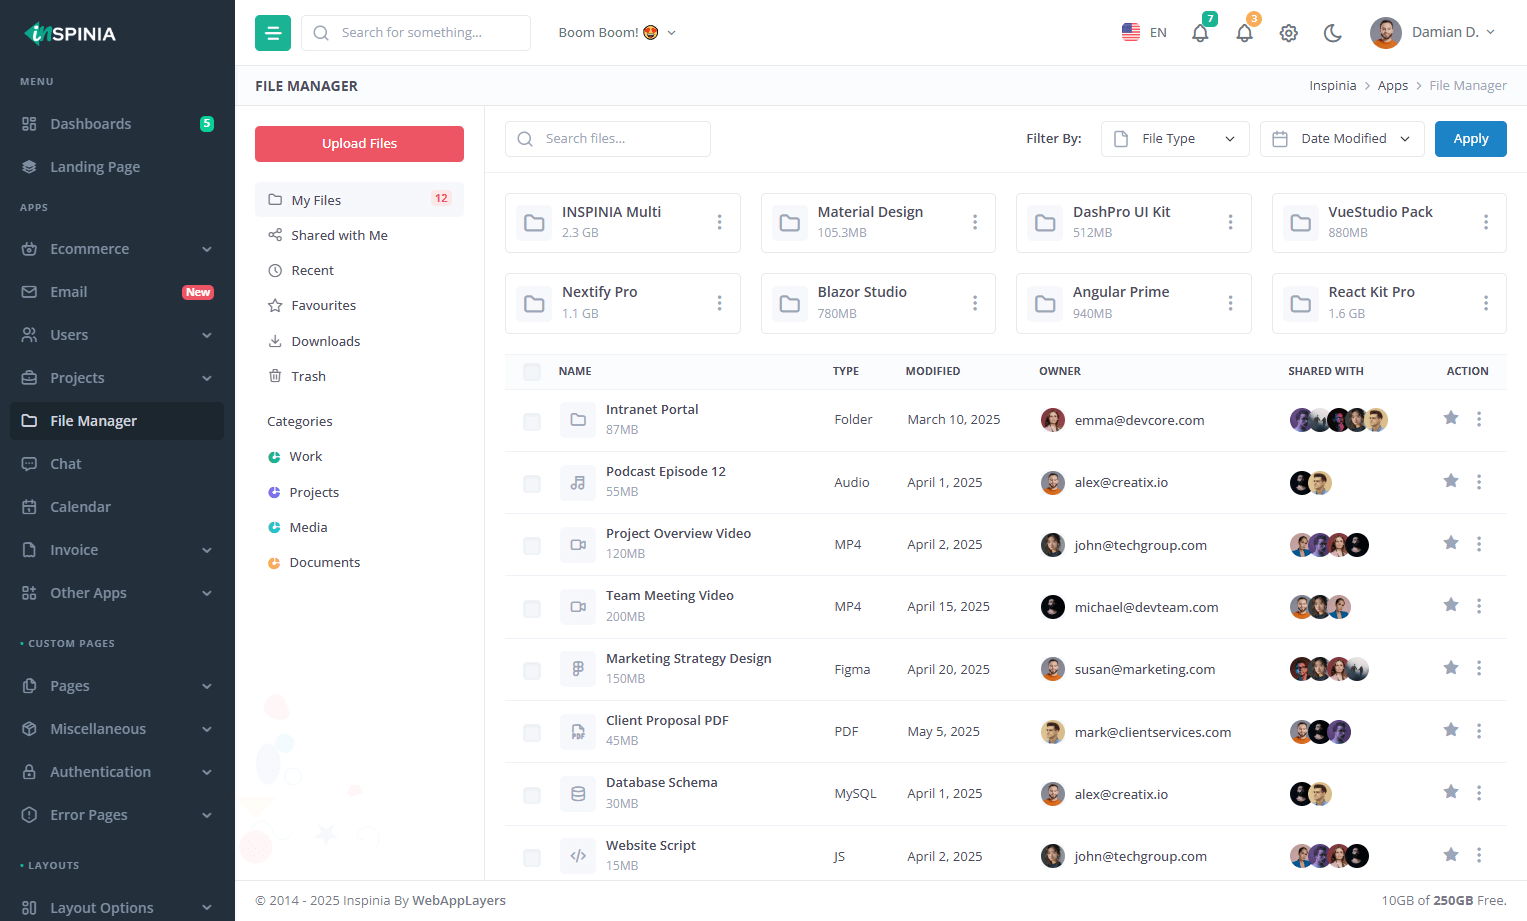 INSPINIA
MENU
Dashboards 5
Landing Page
APPS
Ecommerce
Email New
Users
Projects
File Manager
Chat
Calendar
Invoice
Other Apps
CUSTOM PAGES
Pages
Miscellaneous
Authentication
Error Pages
LAYOUTS
Layout Options
Search for something... Boom Boom! EN 7 3 Damian D.
FILE MANAGER Inspinia > Apps > File Manager
Upload Files
My Files 12
Shared with Me
Recent
Favourites
Downloads
Trash
Categories
Work
Projects
Media
Documents
Search files... Filter By: File Type Date Modified Apply
INSPINIA Multi
2.3 GB
Material Design
105.3MB
DashPro UI Kit
512MB
VueStudio Pack
880MB
Nextify Pro
1.1 GB
Blazor Studio
780MB
Angular Prime
940MB
React Kit Pro
1.6 GB
NAME TYPE MODIFIED OWNER SHARED WITH ACTION
Intranet Portal
87MB
Folder March 10, 2025 emma@devcore.com
Podcast Episode 12
55MB
Audio April 1, 2025 alex@creatix.io
Project Overview Video
120MB
MP4 April 2, 2025 john@techgroup.com
Team Meeting Video
200MB
MP4 April 15, 2025 michael@devteam.com
Marketing Strategy Design
150MB
Figma April 20, 2025 susan@marketing.com
Client Proposal PDF
45MB
PDF
PDF May 5, 2025 mark@clientservices.com
Database Schema
30MB
MySQL April 1, 2025 alex@creatix.io
Website Script
15MB
JS April 2, 2025 john@techgroup.com
© 2014 - 2025 Inspinia By WebAppLayers 10GB of 250GB Free.